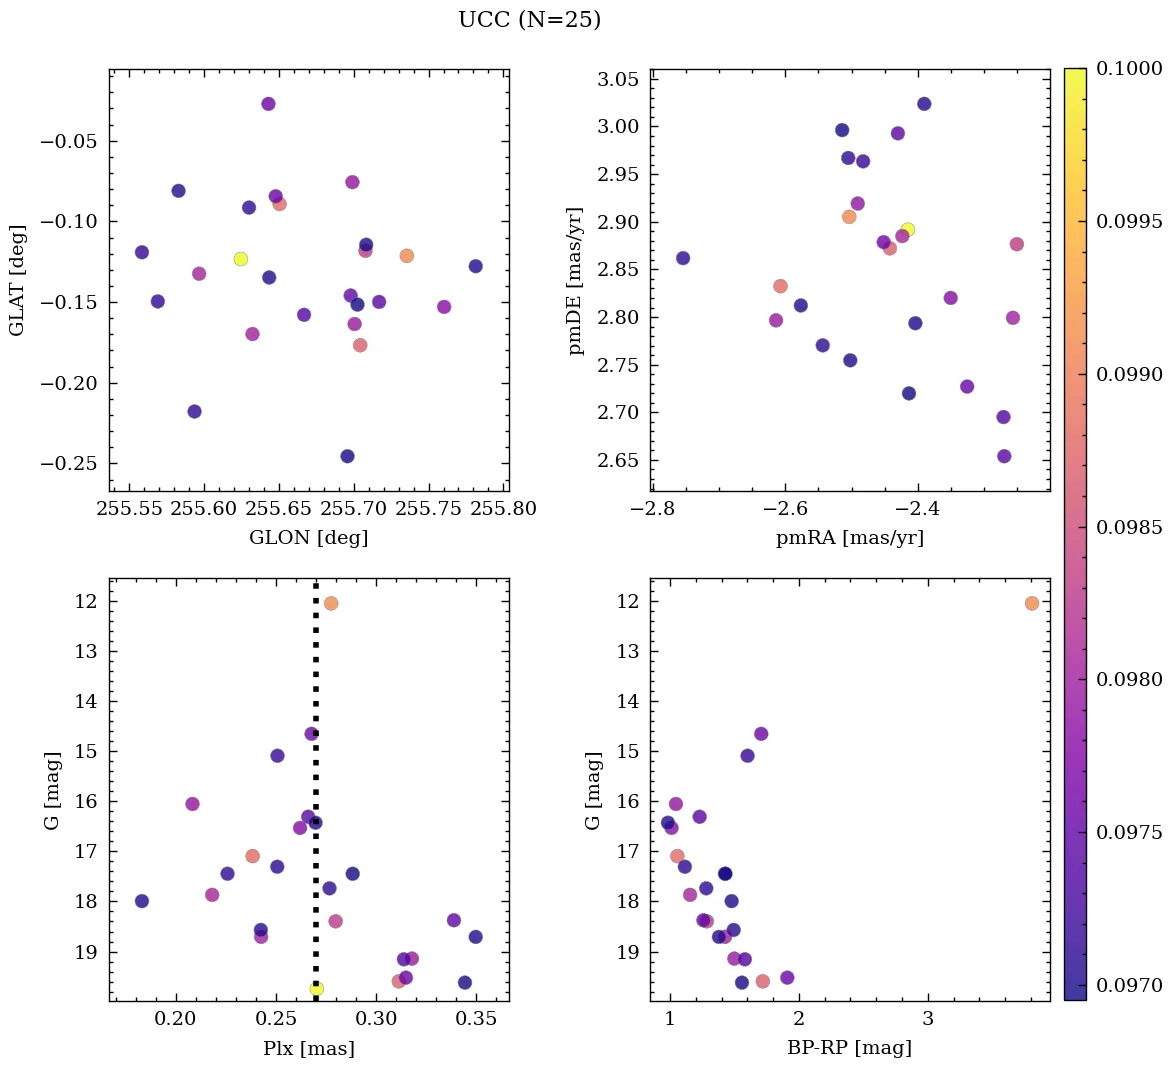 UCC (N=25)
−0.05
−0.10
−0.15
−0.20
−0.25
GLAT [deg]
255.55 255.60 255.65 255.70 255.75 255.80
GLON [deg]
3.05
3.00
2.95
2.90
2.85
2.80
2.75
2.70
2.65
pmDE [mas/yr]
−2.8 −2.6 −2.4
pmRA [mas/yr]
12
13
14
15
16
17
18
19
G [mag]
0.20 0.25 0.30 0.35
Plx [mas]
12
13
14
15
16
17
18
19
G [mag]
1 2 3
BP-RP [mag]
0.1000
0.0995
0.0990
0.0985
0.0980
0.0975
0.0970